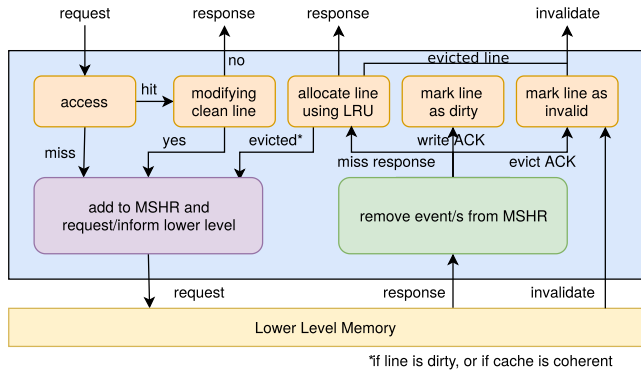 request
response
response
invalidate
no
evicted line
access
hit
modifying
clean line
allocate line
using LRU
mark line
as dirty
mark line as
invalid
miss
yes
evicted*
write ACK
miss response
evict ACK
add to MSHR and
request/inform lower level
remove event/s from MSHR
request
response
invalidate
Lower Level Memory
*if line is dirty, or if cache is coherent